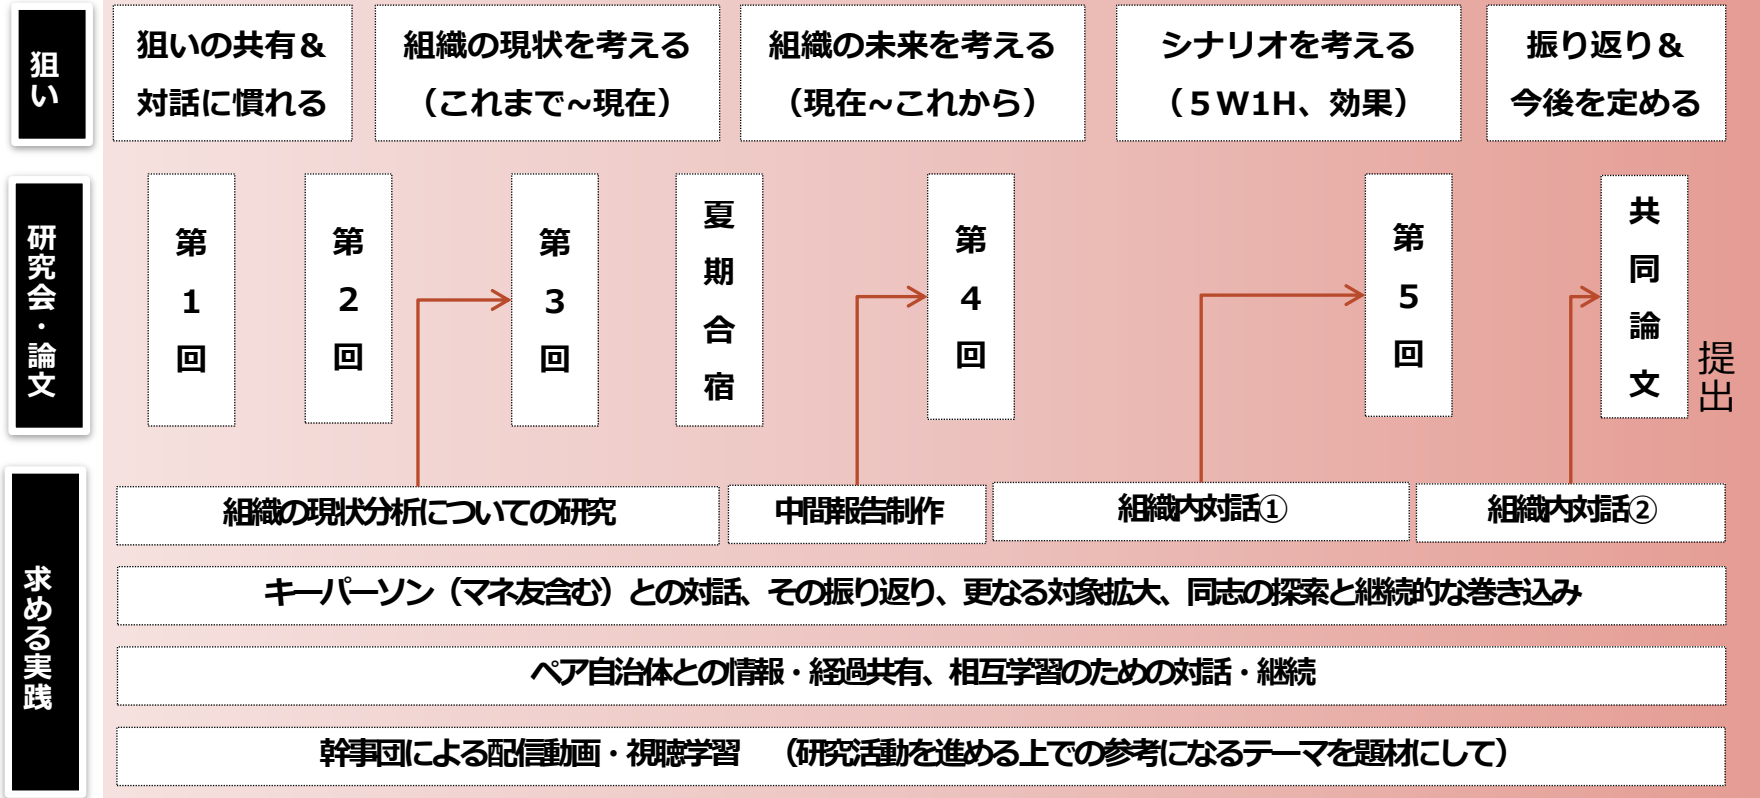 狙い
狙いの共有＆
対話に慣れる
組織の現状を考える
（これまで~現在）
組織の未来を考える
（現在~これから）
シナリオを考える
（５W1H、効果）
振り返り＆
今後を定める
研究会・論文
第1回
第2回
第3回
夏期合宿
第4回
第5回
共同論文
提出
求める実践
組織の現状分析についての研究
中間報告制作
組織内対話①
組織内対話②
キーパーソン（マネ友含む）との対話、その振り返り、更なる対象拡大、同志の探索と継続的な巻き込み
ペア自治体との情報・経過共有、相互学習のための対話・継続
幹事団による配信動画・視聴学習　（研究活動を進める上での参考になるテーマを題材にして）